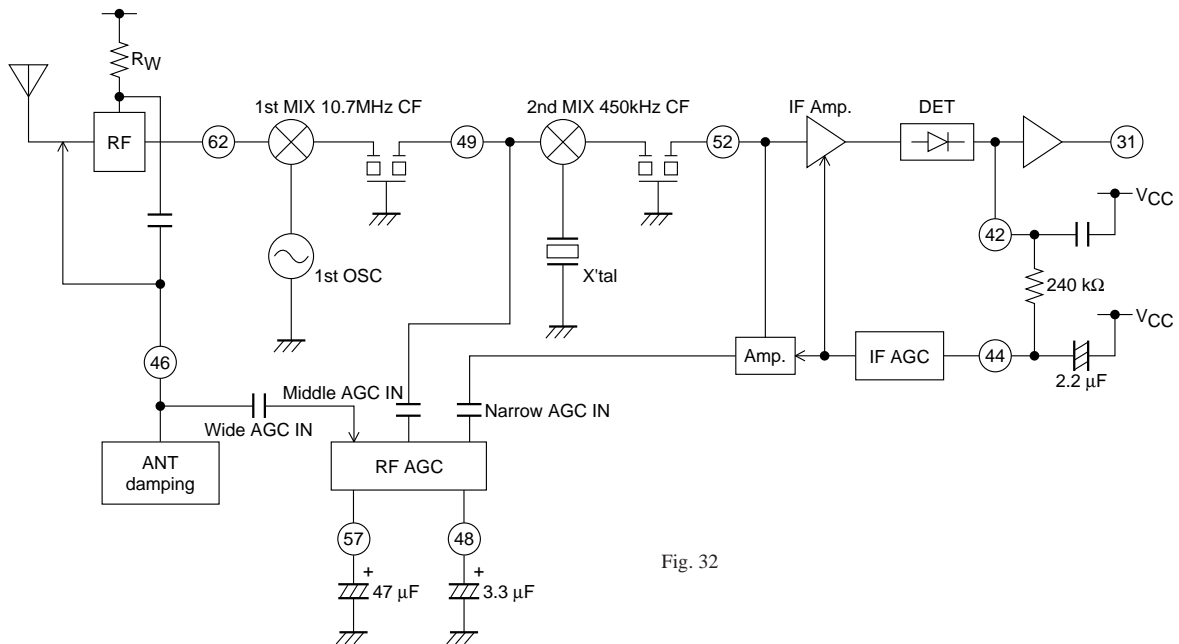 RW
1st MIX 10.7MHz CF
2nd MIX 450kHz CF
IF Amp.
DET
RF
62
49
52
31
VCC
42
1st OSC
X'tal
240 kΩ
VCC
46
Amp.
IF AGC
44
2.2 μF
Middle AGC IN
Narrow AGC IN
Wide AGC IN
ANT
damping
RF AGC
57
48
Fig. 32
+
47 μF
+
3.3 μF